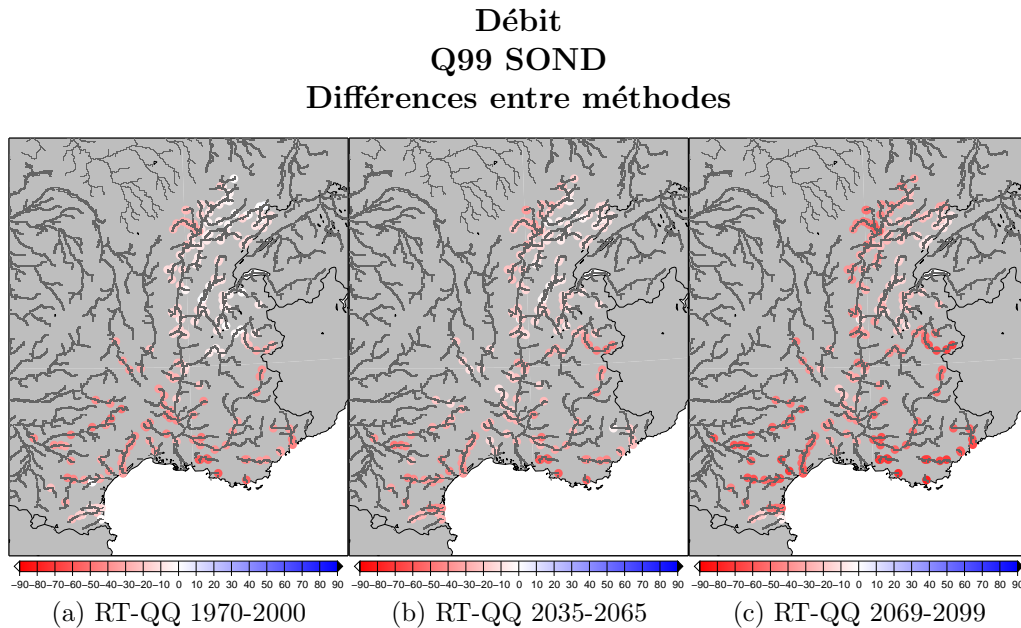 Débit
Q99 SOND
Différences entre méthodes
−90−80−70−60−50−40−30−20−10 0 10 20 30 40 50 60 70 80 90
−90−80−70−60−50−40−30−20−10 0 10 20 30 40 50 60 70 80 90
−90−80−70−60−50−40−30−20−10 0 10 20 30 40 50 60 70 80 90
(a) RT-QQ 1970-2000
(b) RT-QQ 2035-2065
(c) RT-QQ 2069-2099